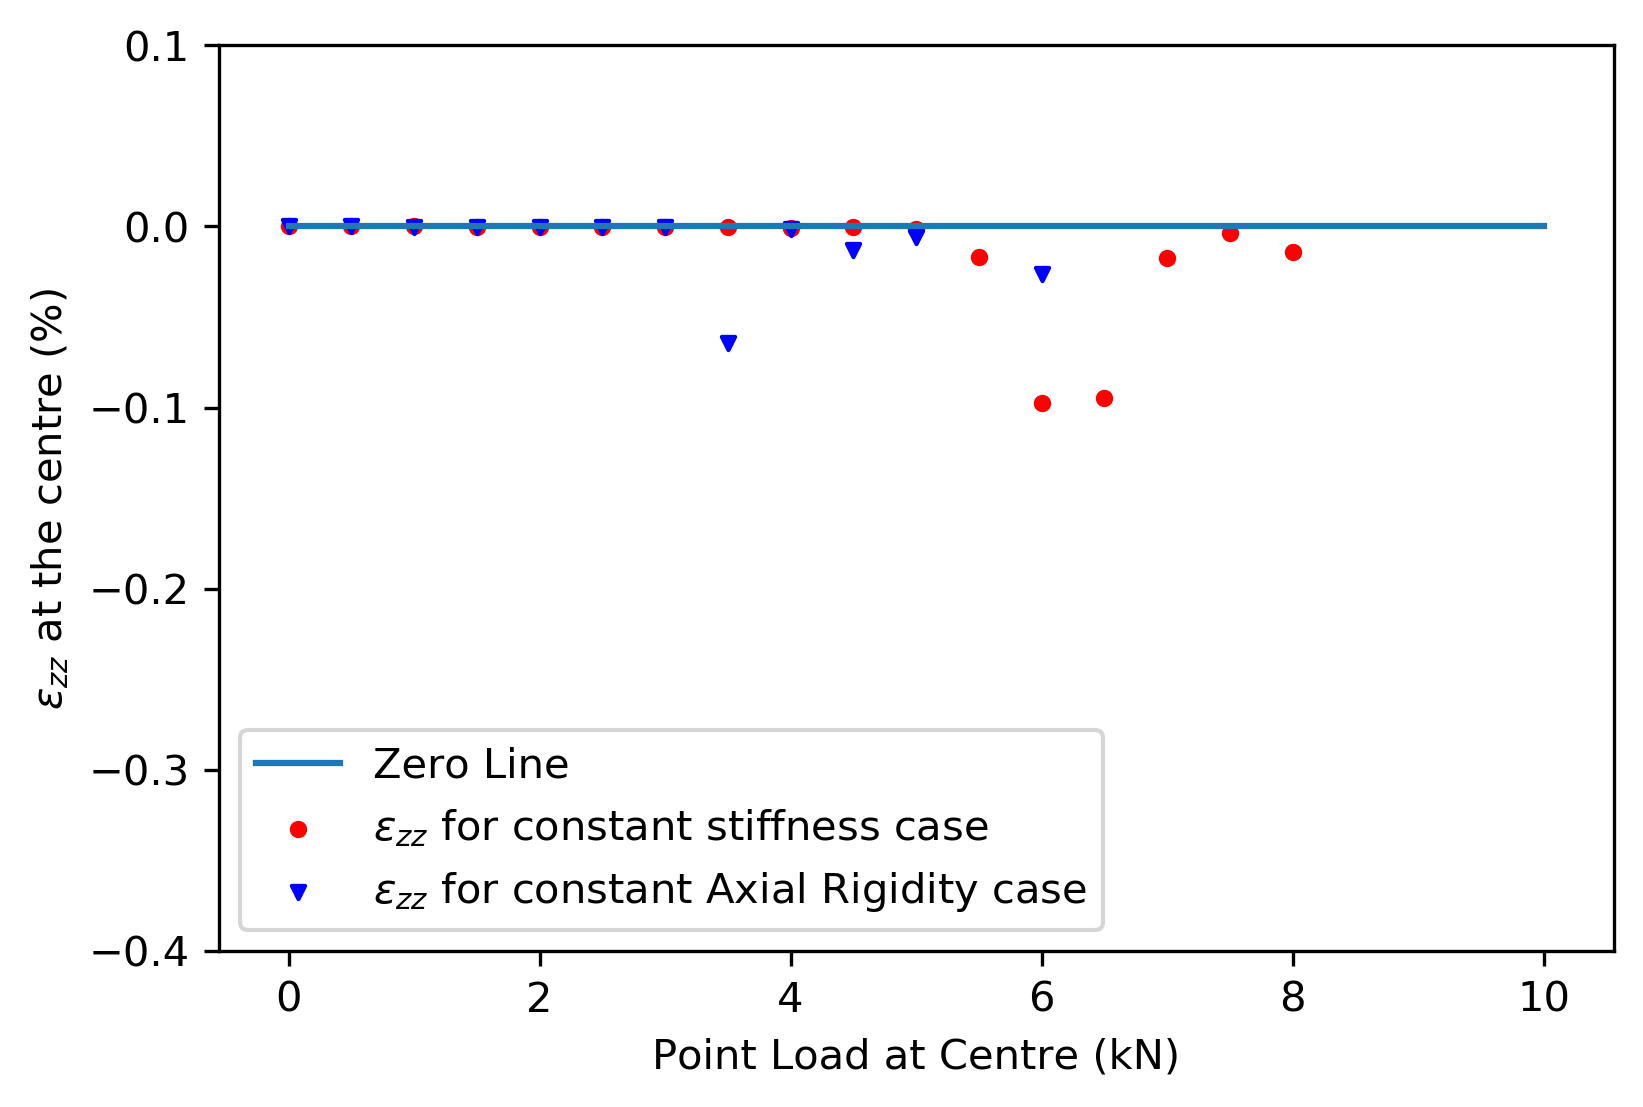 0.1
0.0
−0.1
−0.2
−0.3
−0.4
ε_zz at the centre (%)
Zero Line
ε_zz for constant stiffness case
ε_zz for constant Axial Rigidity case
0 2 4 6 8 10
Point Load at Centre (kN)